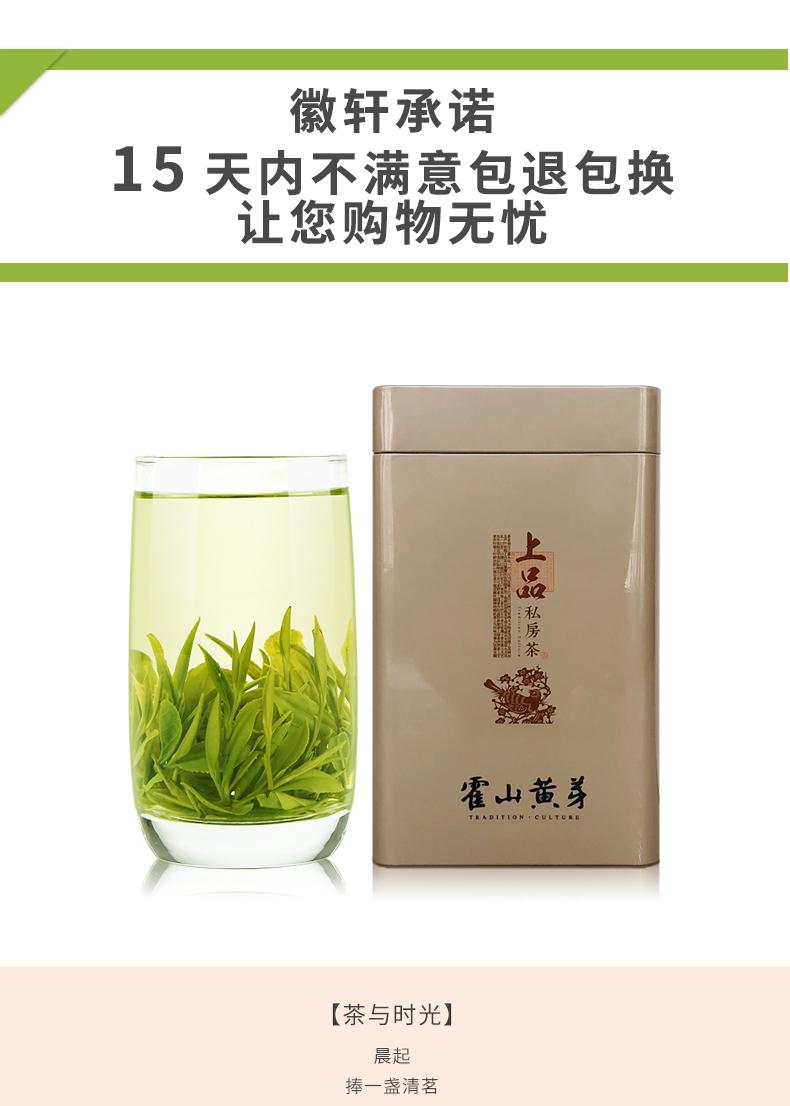 徽轩承诺
15 天内不满意包退包换
让您购物无忧
上品
私房茶
霍山黄芽
TRADITION · CULTURE
【茶与时光】
晨起
捧一盏清茗